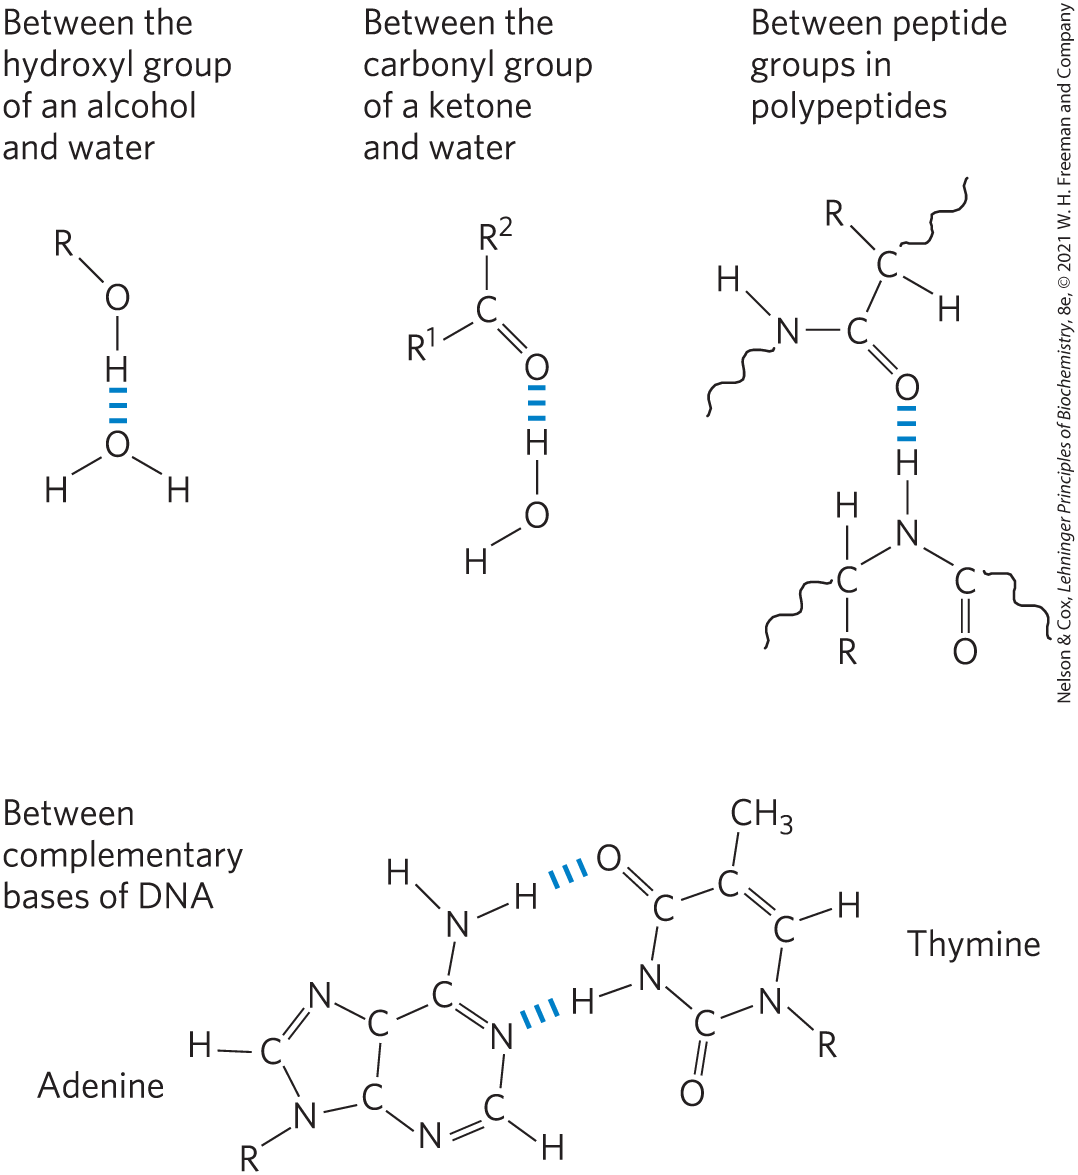 Between the
hydroxyl group
of an alcohol
and water
R
O
H
O
H H
Between the
carbonyl group
of a ketone
and water
R²
C
R¹
O
H
O
H
Between peptide
groups in
polypeptides
R
C
H
H
N C
O
H
H
N
C C
R O
Nelson & Cox, Lehninger Principles of Biochemistry, 8e, © 2021 W. H. Freeman and Company
Between
complementary
bases of DNA
CH₃
H O
H C
N C H
C
Thymine
N
H N
N C
C N C
H C R
Adenine
O
C C
N
N H
R